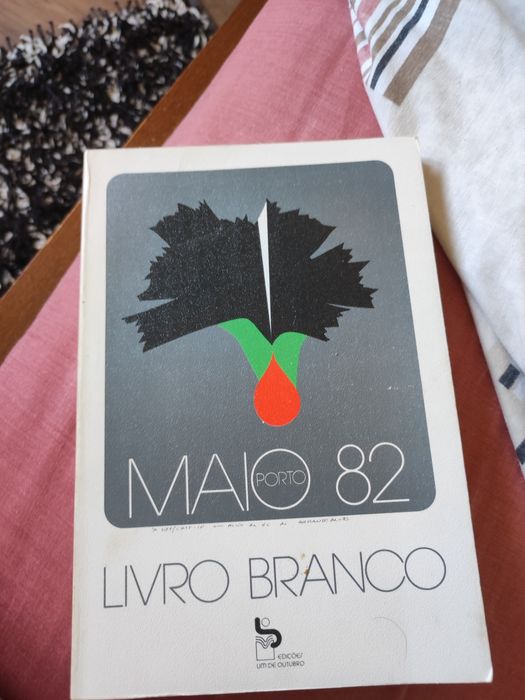 MAIO PORTO 82
LIVRO BRANCO
EDIÇÕES
UM DE OUTUBRO